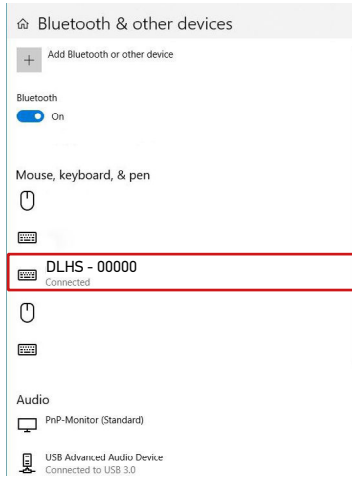 Bluetooth & other devices
Add Bluetooth or other device
Bluetooth
On
Mouse, keyboard, & pen
DLHS - 00000
Connected
Audio
PnP-Monitor (Standard)
USB Advanced Audio Device
Connected to USB 3.0